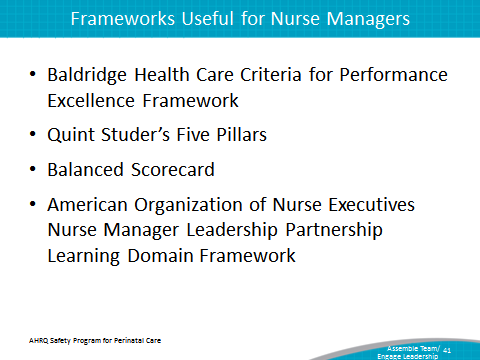 Frameworks Useful for Nurse Managers
• Baldridge Health Care Criteria for Performance
Excellence Framework
• Quint Studer’s Five Pillars
• Balanced Scorecard
• American Organization of Nurse Executives
Nurse Manager Leadership Partnership
Learning Domain Framework
AHRQ Safety Program for Perinatal Care
Assemble Team/
Engage Leadership
41